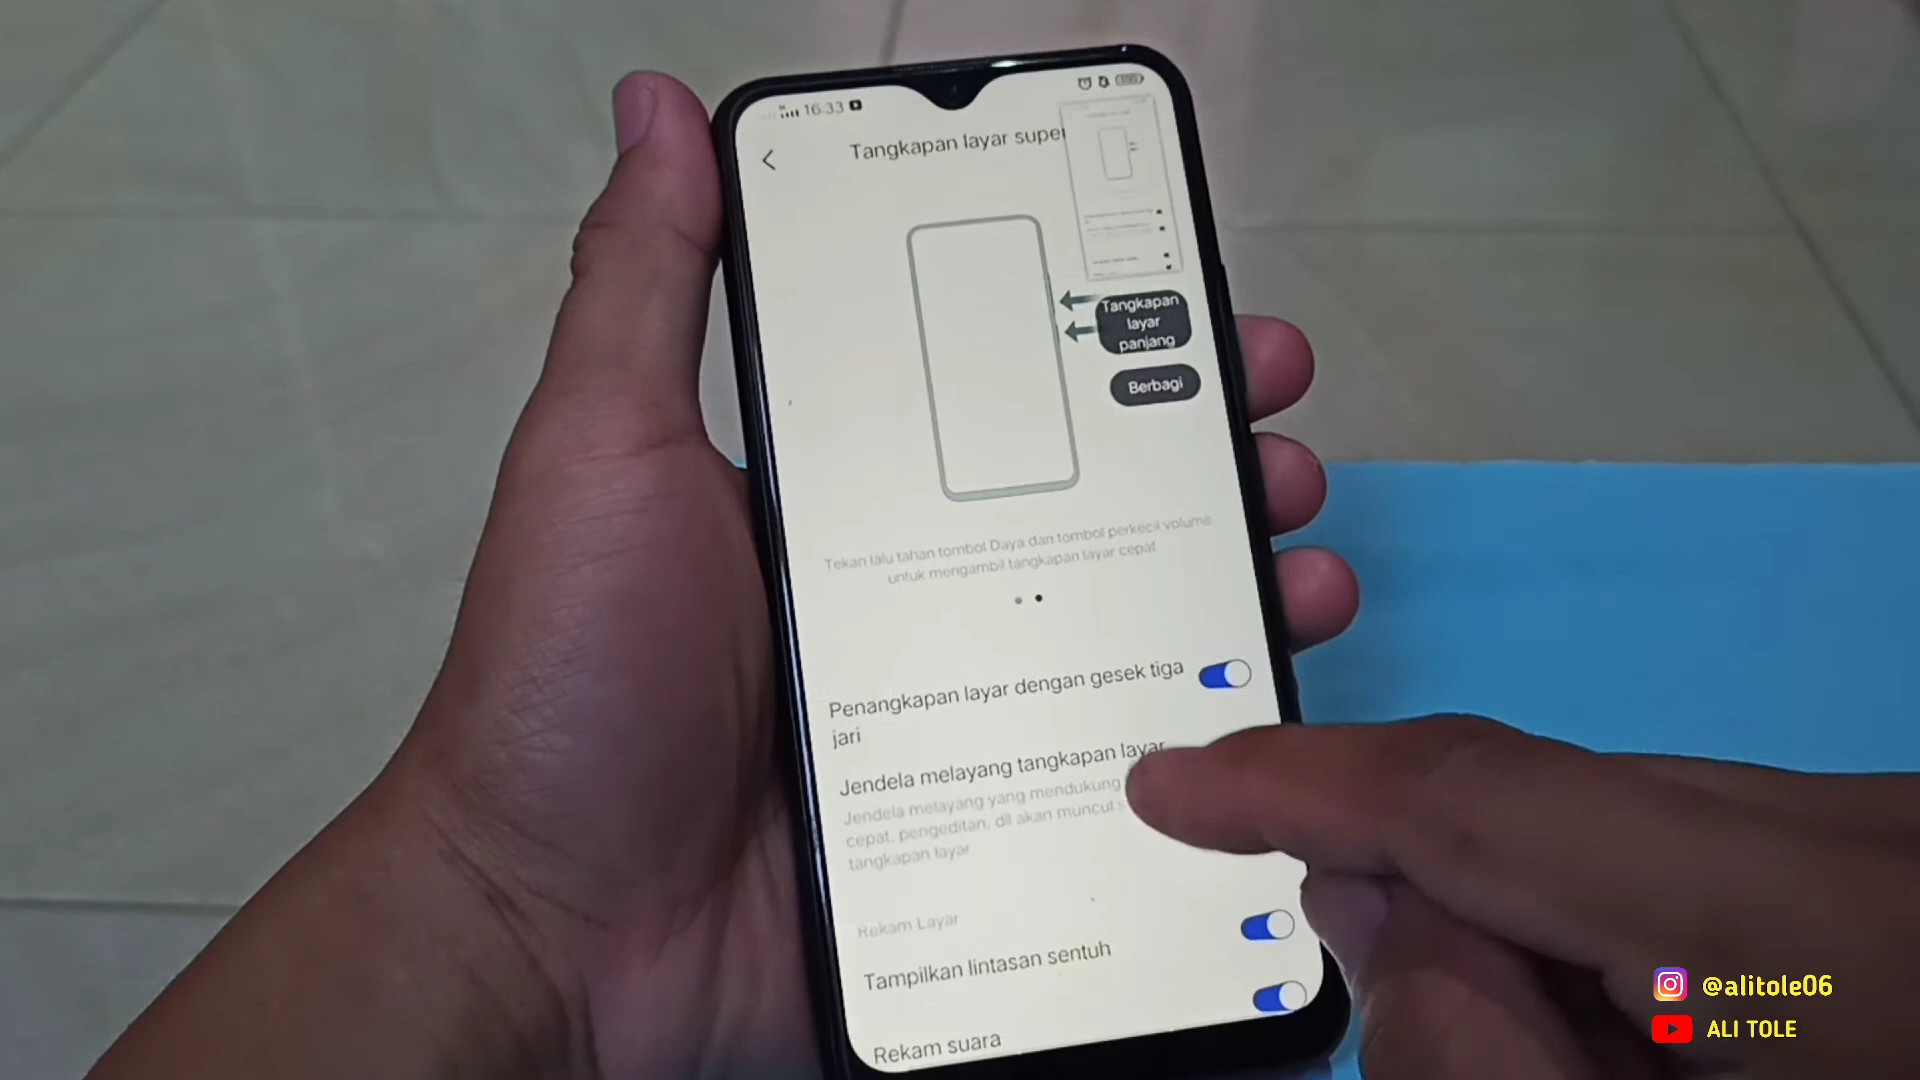 16:33
Tangkapan layar super
Tangkapan
layar
panjang
Berbagi
Tekan lalu tahan tombol Daya dan tombol perkecil volume
untuk mengambil tangkapan layar cepat
Penangkapan layar dengan gesek tiga
jari
Jendela melayang tangkapan layar
Jendela melayang yang mendukung
cepat, pengeditan, dll akan muncul s
tangkapan layar
Rekam Layar
Tampilkan lintasan sentuh
Rekam suara
@alitole06
ALI TOLE